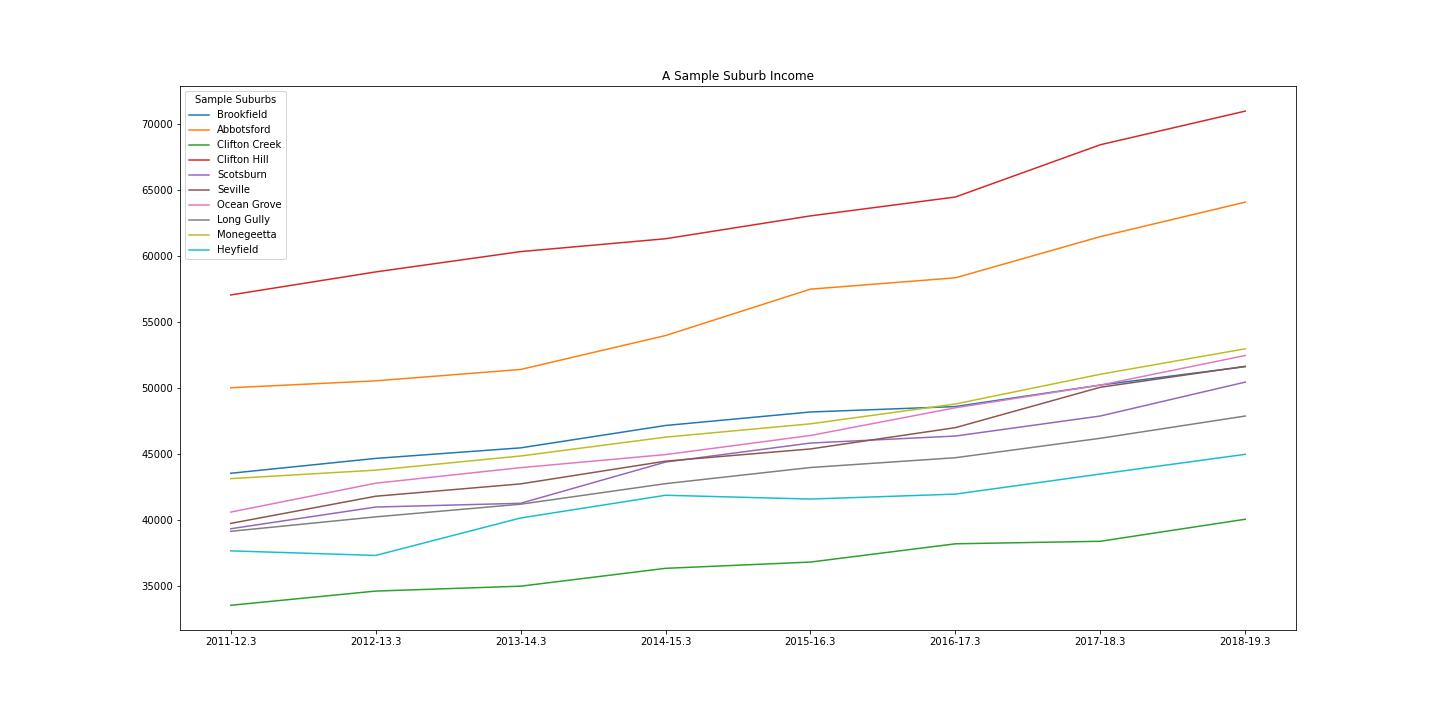 A Sample Suburb Income
Sample Suburbs
Brookfield
Abbotsford
Clifton Creek
Clifton Hill
Scotsburn
Seville
Ocean Grove
Long Gully
Monegeetta
Heyfield
70000
65000
60000
55000
50000
45000
40000
35000
2011-12.3 2012-13.3 2013-14.3 2014-15.3 2015-16.3 2016-17.3 2017-18.3 2018-19.3